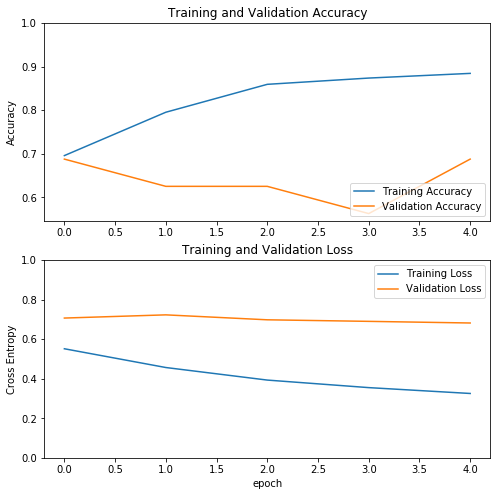 Training and Validation Accuracy
1.0
0.9
0.8
0.7
0.6
Accuracy
Training Accuracy
Validation Accuracy
0.0 0.5 1.0 1.5 2.0 2.5 3.0 3.5 4.0
Training and Validation Loss
1.0
0.8
0.6
0.4
0.2
0.0
Cross Entropy
Training Loss
Validation Loss
0.0 0.5 1.0 1.5 2.0 2.5 3.0 3.5 4.0
epoch